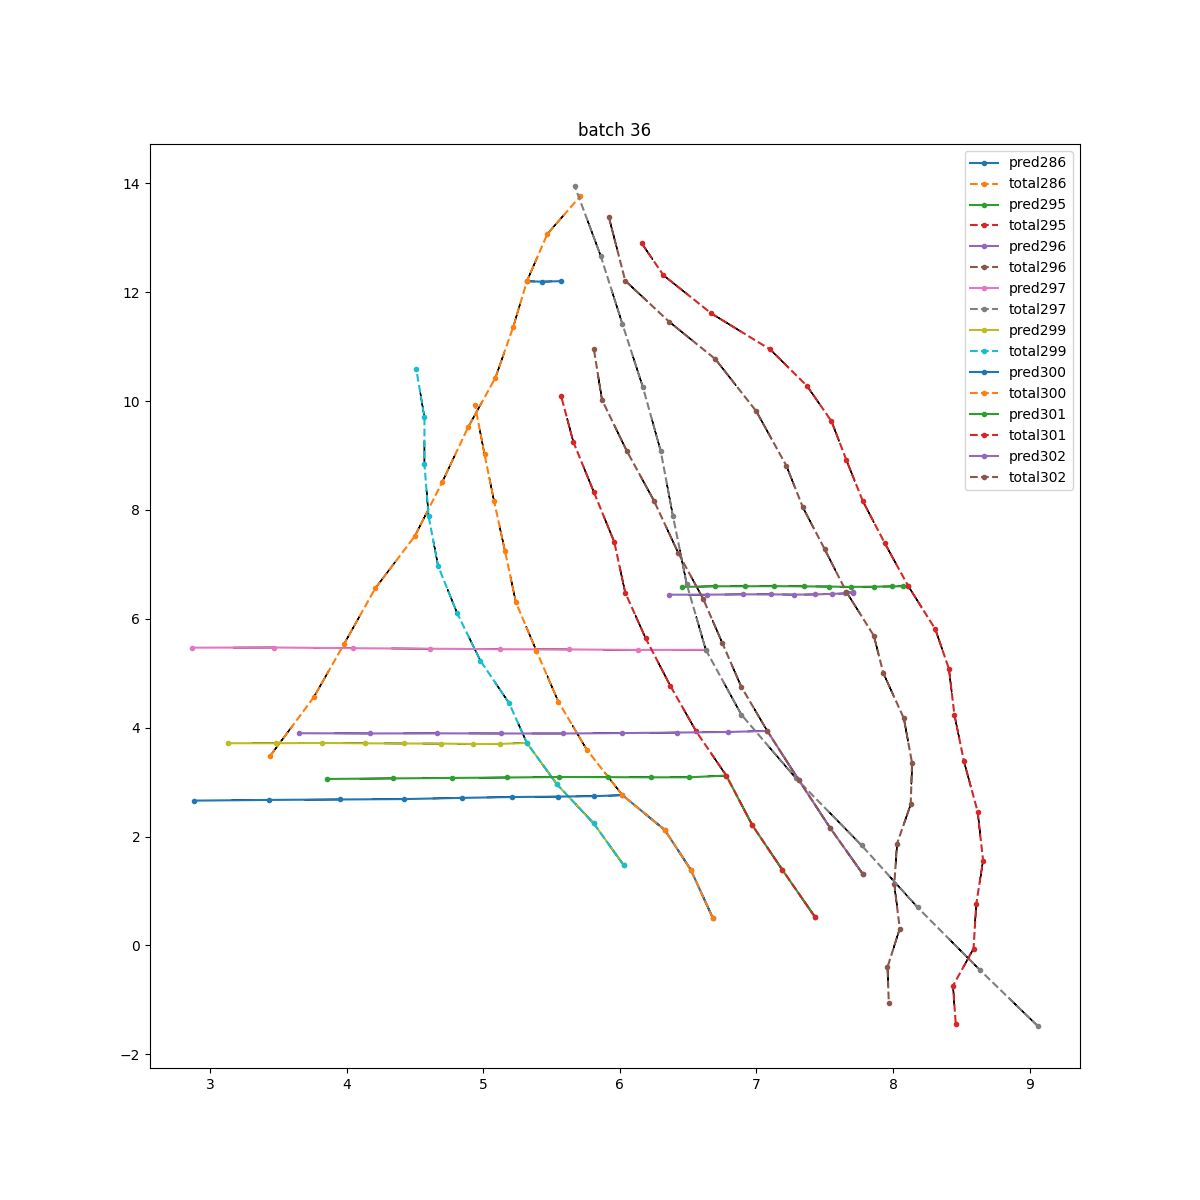 batch 36
pred286
total286
pred295
total295
pred296
total296
pred297
total297
pred299
total299
pred300
total300
pred301
total301
pred302
total302
14
12
10
8
6
4
2
0
−2
3 4 5 6 7 8 9